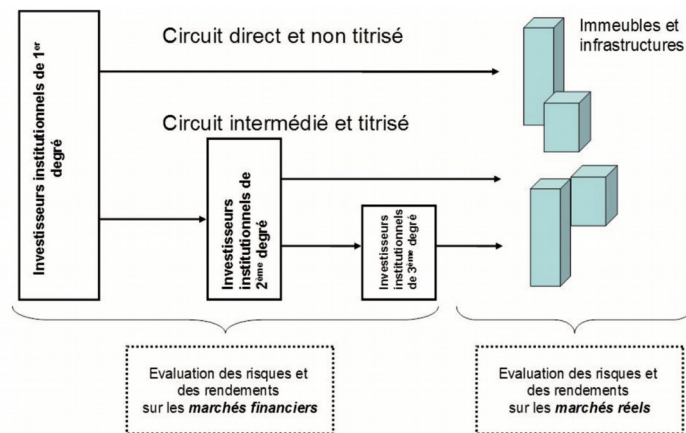 Circuit direct et non titrisé
Immeubles et
infrastructures
Investisseurs institutionnels de 1er
degré
Circuit intermédié et titrisé
Investisseurs
institutionnels de
2ème degré
Investisseurs
institutionnels
de 3ème degré
Evaluation des risques et
des rendements
sur les marchés financiers
Evaluation des risques et
des rendements
sur les marchés réels